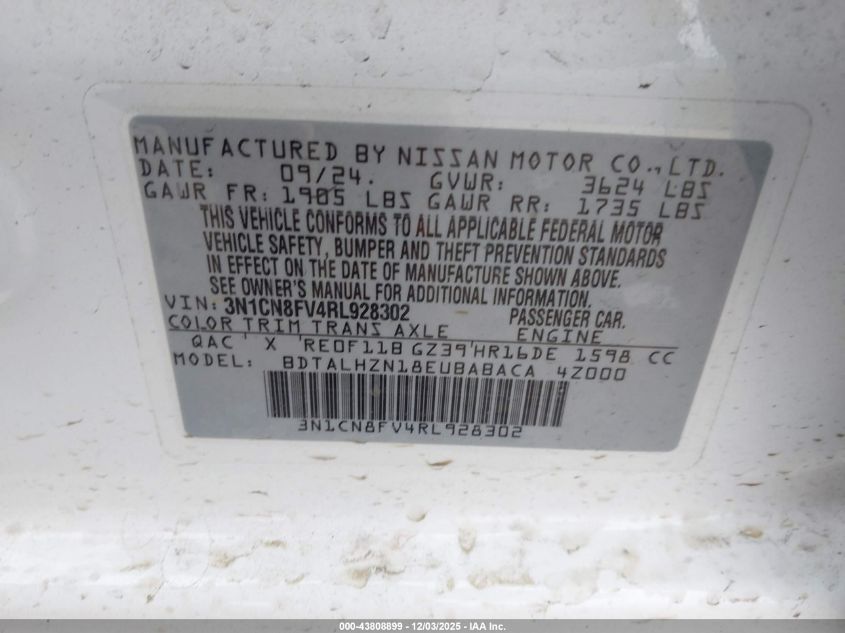 MANUFACTURED BY NISSAN MOTOR CO., LTD.
DATE: 09/24. GVWR: 3624 LBS
GAWR FR: 1905 LBS GAWR RR: 1735 LBS
THIS VEHICLE CONFORMS TO ALL APPLICABLE FEDERAL MOTOR
VEHICLE SAFETY, BUMPER AND THEFT PREVENTION STANDARDS
IN EFFECT ON THE DATE OF MANUFACTURE SHOWN ABOVE.
SEE OWNER'S MANUAL FOR ADDITIONAL INFORMATION.
VIN: 3N1CN8FV4RL928302 PASSENGER CAR.
COLOR TRIM TRANS AXLE ENGINE
QAC X RE0F11B GZ39 HR16DE 1598 CC
MODEL: BDTALHZN18EUBABACA 4Z000
3N1CN8FV4RL928302
000-43808899 - 12/03/2025 - IAA Inc.